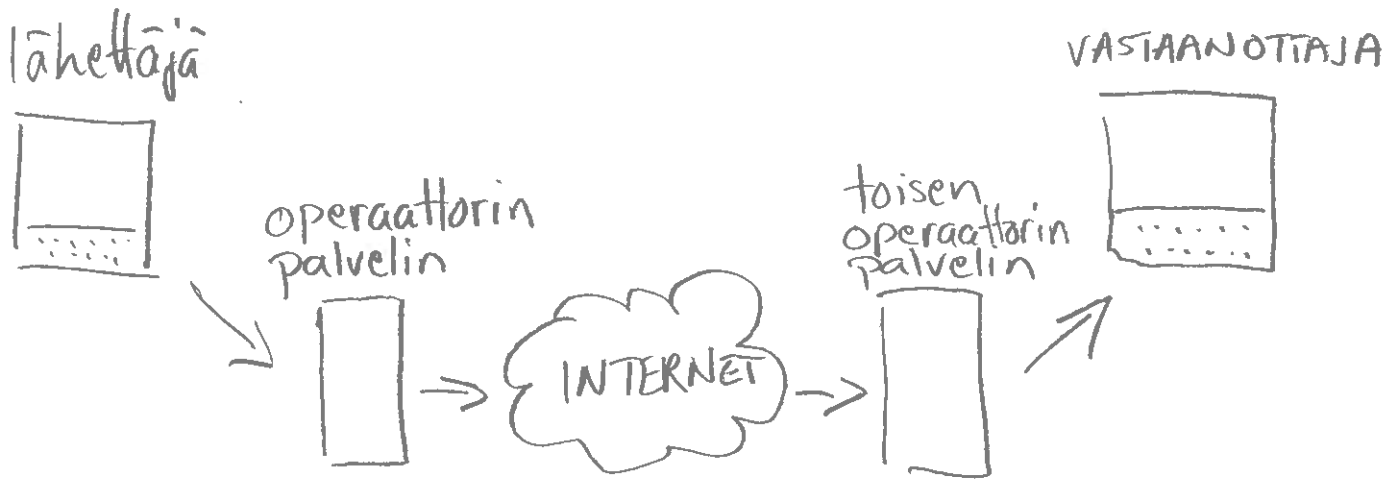 lähettäjä
VASTAANOTTAJA
operaattorin
palvelin
toisen
operaattorin
palvelin
INTERNET